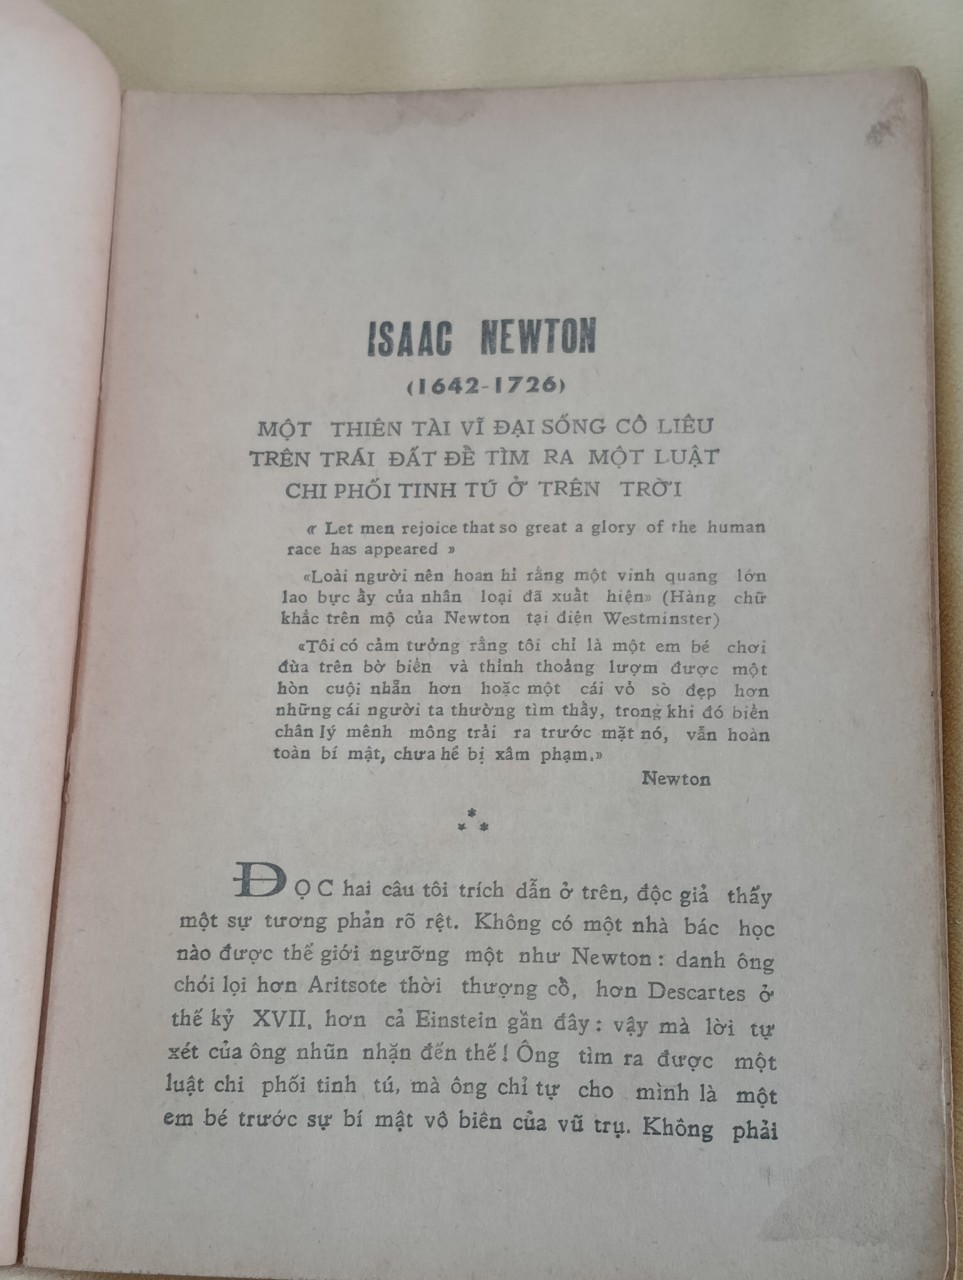 ISAAC NEWTON
(1642-1726)
MỘT THIÊN TÀI VĨ ĐẠI SỐNG CÔ LIÊU
TRÊN TRÁI ĐẤT ĐỂ TÌM RA MỘT LUẬT
CHI PHỐI TINH TÚ Ở TRÊN TRỜI
« Let men rejoice that so great a glory of the human
race has appeared »
«Loài người nên hoan hỉ rằng một vinh quang lớn
lao bực ấy của nhân loại đã xuất hiện» (Hàng chữ
khắc trên mộ của Newton tại điện Westminster)
«Tôi có cảm tưởng rằng tôi chỉ là một em bé chơi
đùa trên bờ biển và thỉnh thoảng lượm được một
hòn cuội nhẵn hơn hoặc một cái vỏ sò đẹp hơn
những cái người ta thường tìm thấy, trong khi đó biển
chân lý mênh mông trải ra trước mặt nó, vẫn hoàn
toàn bí mật, chưa hề bị xâm phạm.»
Newton
* * *
ĐỌC hai câu tôi trích dẫn ở trên, độc giả thấy
một sự tương phản rõ rệt. Không có một nhà bác học
nào được thế giới ngưỡng một như Newton : danh ông
chói lọi hơn Aritsote thời thượng cổ, hơn Descartes ở
thế kỷ XVII, hơn cả Einstein gần đây : vậy mà lời tự
xét của ông nhũn nhặn đến thế ! Ông tìm ra được một
luật chi phối tinh tú, mà ông chỉ tự cho mình là một
em bé trước sự bí mật vô biên của vũ trụ. Không phải